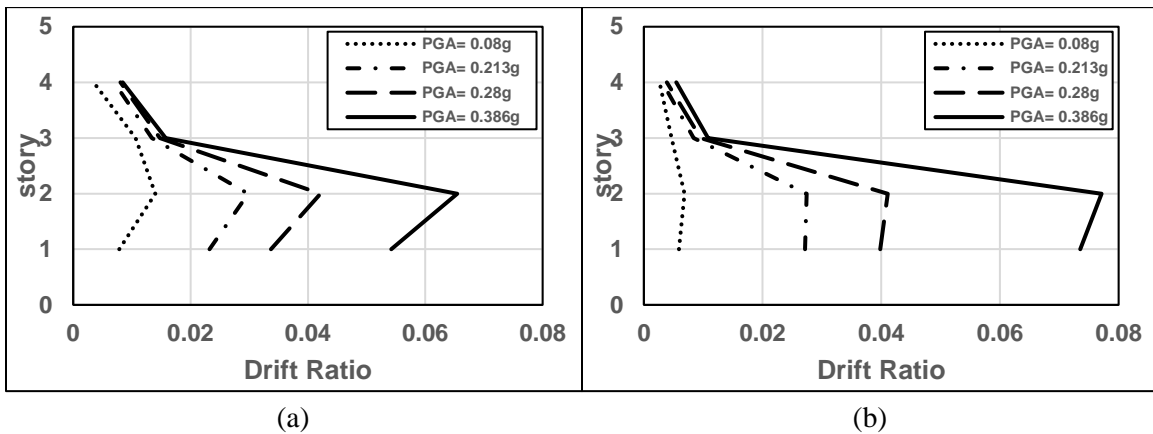 5
4
3
2
1
0
story
0
0.02
0.04
0.06
0.08
Drift Ratio
PGA= 0.08g
PGA= 0.213g
PGA= 0.28g
PGA= 0.386g
(a)
5
4
3
2
1
0
story
0
0.02
0.04
0.06
0.08
Drift Ratio
PGA= 0.08g
PGA= 0.213g
PGA= 0.28g
PGA= 0.386g
(b)